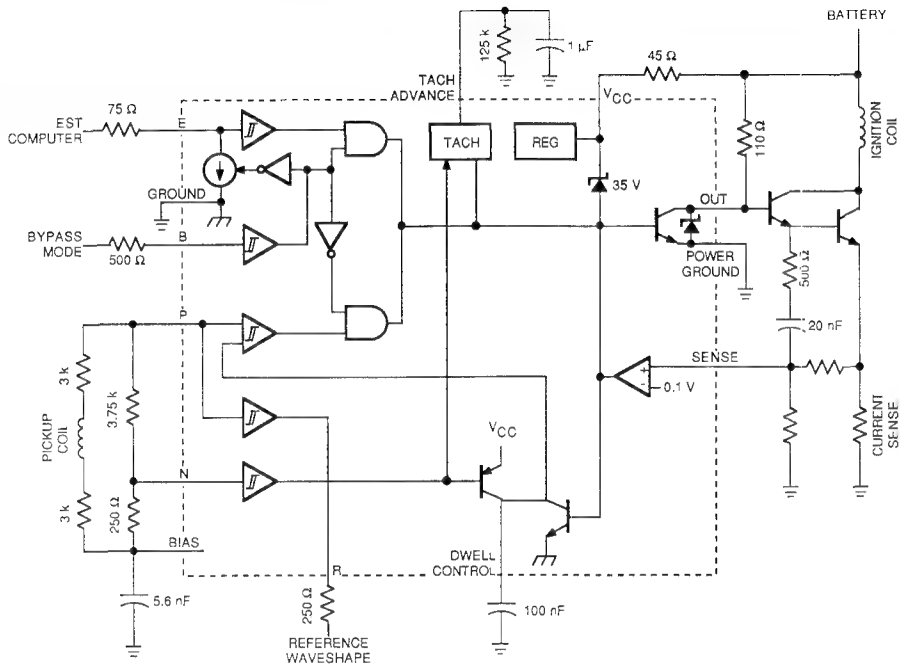 BATTERY
125 k
1 µF
45 Ω
TACH
ADVANCE
VCC
75 Ω
EST
COMPUTER
E
TACH
REG
110 Ω
IGNITION
COIL
35 V
GROUND
OUT
BYPASS
MODE
B
500 Ω
POWER
GROUND
500 Ω
20 nF
P
SENSE
+
-
0.1 V
3 k
3.75 k
PICKUP
COIL
VCC
CURRENT
SENSE
N
3 k
250 Ω
BIAS
DWELL
CONTROL
R
5.6 nF
250 Ω
100 nF
REFERENCE
WAVESHAPE